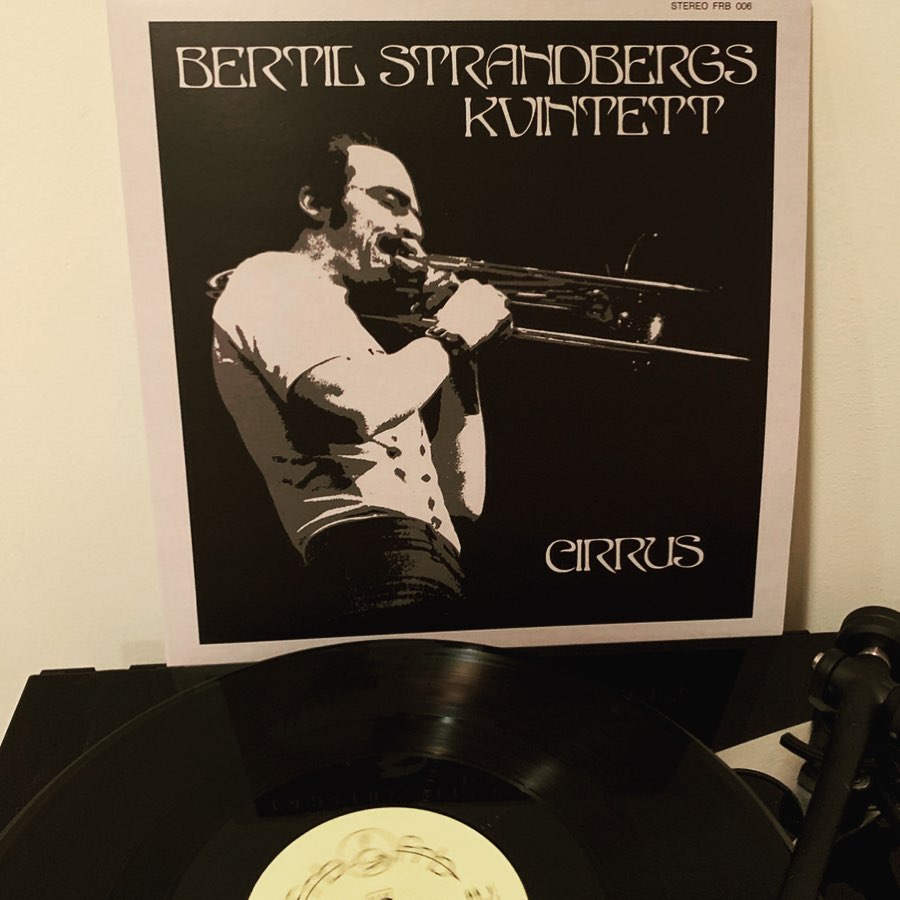 STEREO FRB 006
BERTIL STRANDBERGS
KVINTETT
CIRRUS